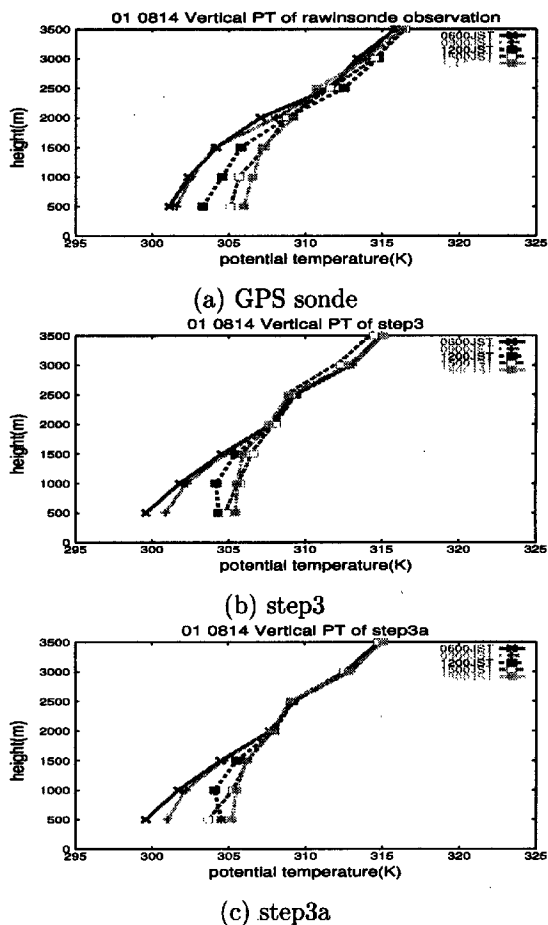 01 0814 Vertical PT of rawinsonde observation
0600JST
1200JST
3500
3000
2500
2000
1500
1000
500
0
height(m)
295 300 305 310 315 320 325
potential temperature(K)
(a) GPS sonde
01 0814 Vertical PT of step3
0600JST
1200JST
3500
3000
2500
2000
1500
1000
500
0
height(m)
295 300 305 310 315 320 325
potential temperature(K)
(b) step3
01 0814 Vertical PT of step3a
0600JST
1200JST
3500
3000
2500
2000
1500
1000
500
0
height(m)
295 300 305 310 315 320 325
potential temperature(K)
(c) step3a